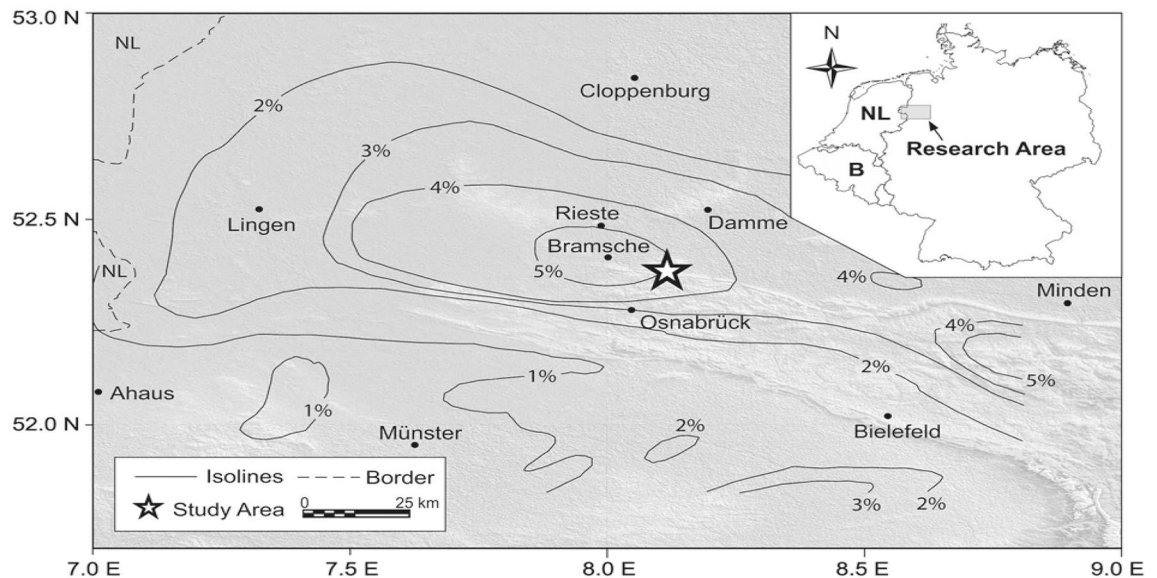 53.0 N
NL
N
2%
Cloppenburg
NL
Research Area
3%
B
4%
Rieste
52.5 N
Lingen
Damme
Bramsche
NL
5%
4%
Minden
Osnabrück
4%
2%
5%
1%
Ahaus
1%
52.0 N
Münster
2%
Bielefeld
Isolines
Border
0
25 km
Study Area
3%
2%
7.0 E
7.5 E
8.0 E
8.5 E
9.0 E